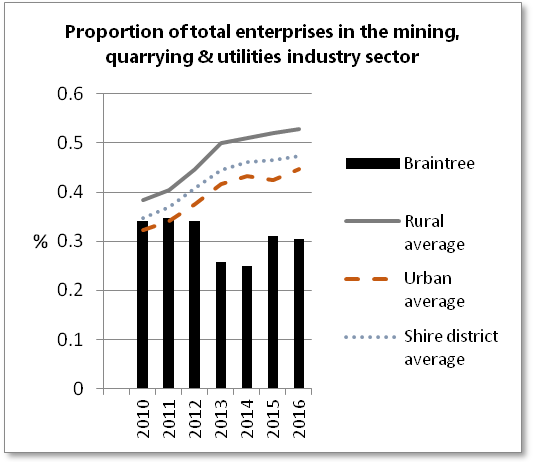 Proportion of total enterprises in the mining,
quarrying & utilities industry sector
0.6
0.5
0.4
0.3
0.2
0.1
0
%
2010
2011
2012
2013
2014
2015
2016
Braintree
Rural
average
Urban
average
Shire district
average